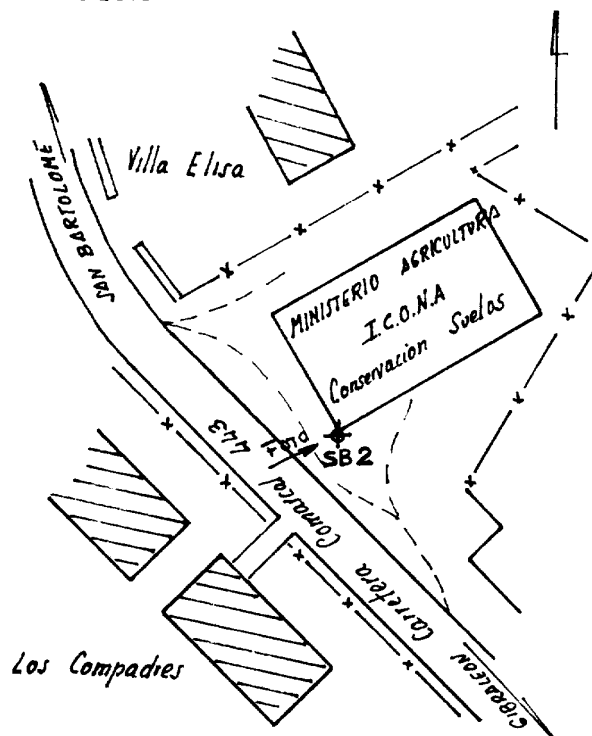 SAN BARTOLOMÉ
Villa Elisa
MINISTERIO AGRICULTURA
I.C.O.N.A
Conservacion Suelos
SB2
Carretera Comarcal 443
GIBRALEON
Los Compadres